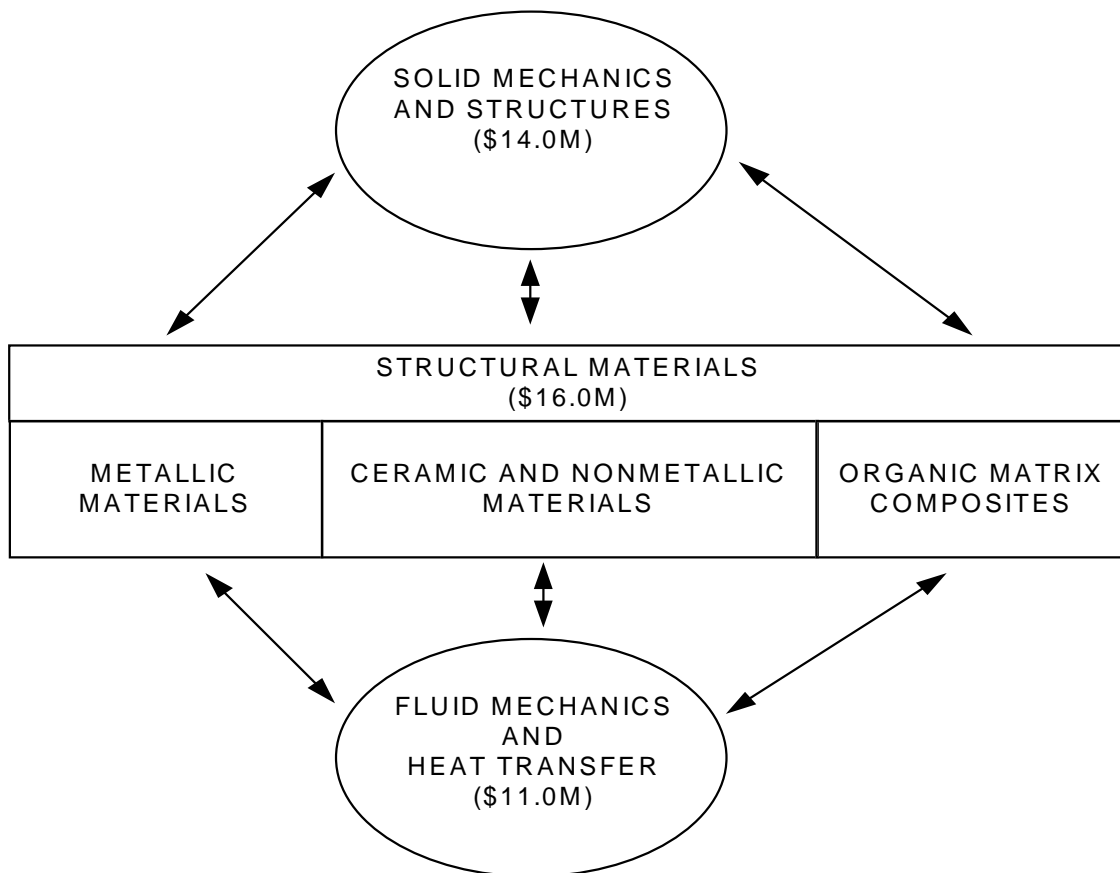 SOLID MECHANICS
AND STRUCTURES
($14.0M)
STRUCTURAL MATERIALS
($16.0M)
METALLIC
MATERIALS
CERAMIC AND NONMETALLIC
MATERIALS
ORGANIC MATRIX
COMPOSITES
FLUID MECHANICS
AND
HEAT TRANSFER
($11.0M)